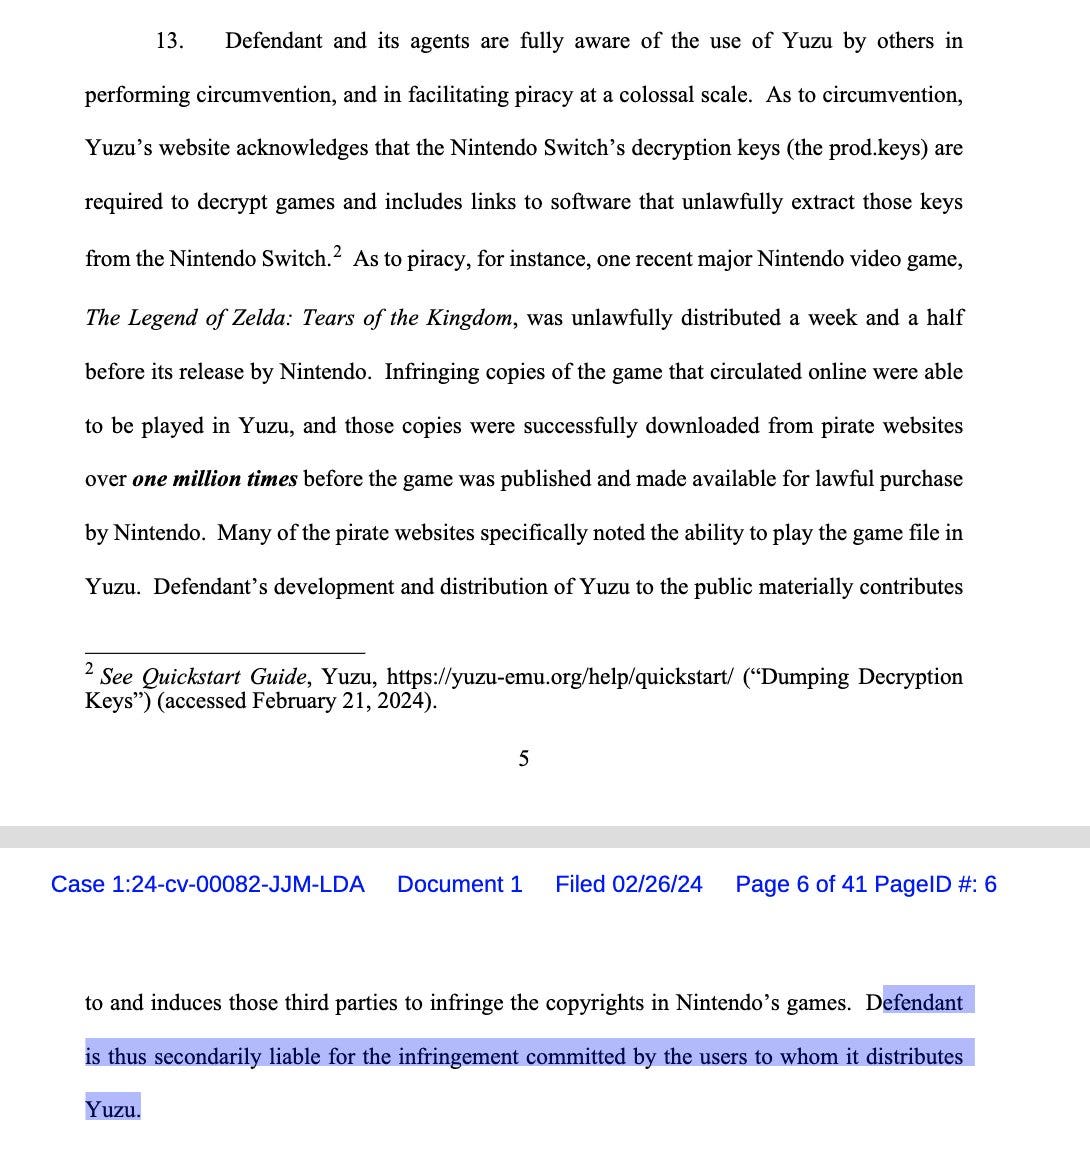 13. Defendant and its agents are fully aware of the use of Yuzu by others in
performing circumvention, and in facilitating piracy at a colossal scale. As to circumvention,
Yuzu’s website acknowledges that the Nintendo Switch’s decryption keys (the prod.keys) are
required to decrypt games and includes links to software that unlawfully extract those keys
from the Nintendo Switch.2 As to piracy, for instance, one recent major Nintendo video game,
The Legend of Zelda: Tears of the Kingdom, was unlawfully distributed a week and a half
before its release by Nintendo. Infringing copies of the game that circulated online were able
to be played in Yuzu, and those copies were successfully downloaded from pirate websites
over one million times before the game was published and made available for lawful purchase
by Nintendo. Many of the pirate websites specifically noted the ability to play the game file in
Yuzu. Defendant’s development and distribution of Yuzu to the public materially contributes
2 See Quickstart Guide, Yuzu, https://yuzu-emu.org/help/quickstart/ (“Dumping Decryption
Keys”) (accessed February 21, 2024).
5
Case 1:24-cv-00082-JJM-LDA Document 1 Filed 02/26/24 Page 6 of 41 PageID #: 6
to and induces those third parties to infringe the copyrights in Nintendo’s games. Defendant
is thus secondarily liable for the infringement committed by the users to whom it distributes
Yuzu.